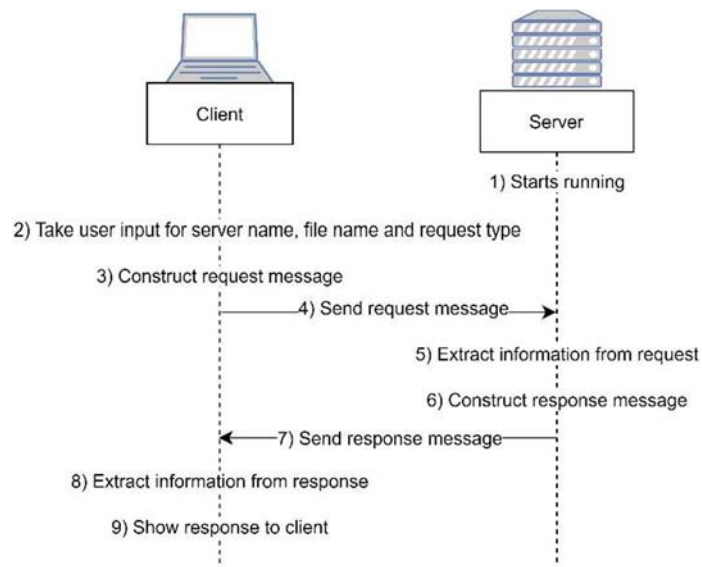 Client
Server
1) Starts running
2) Take user input for server name, file name and request type
3) Construct request message
4) Send request message
5) Extract information from request
6) Construct response message
7) Send response message
8) Extract information from response
9) Show response to client